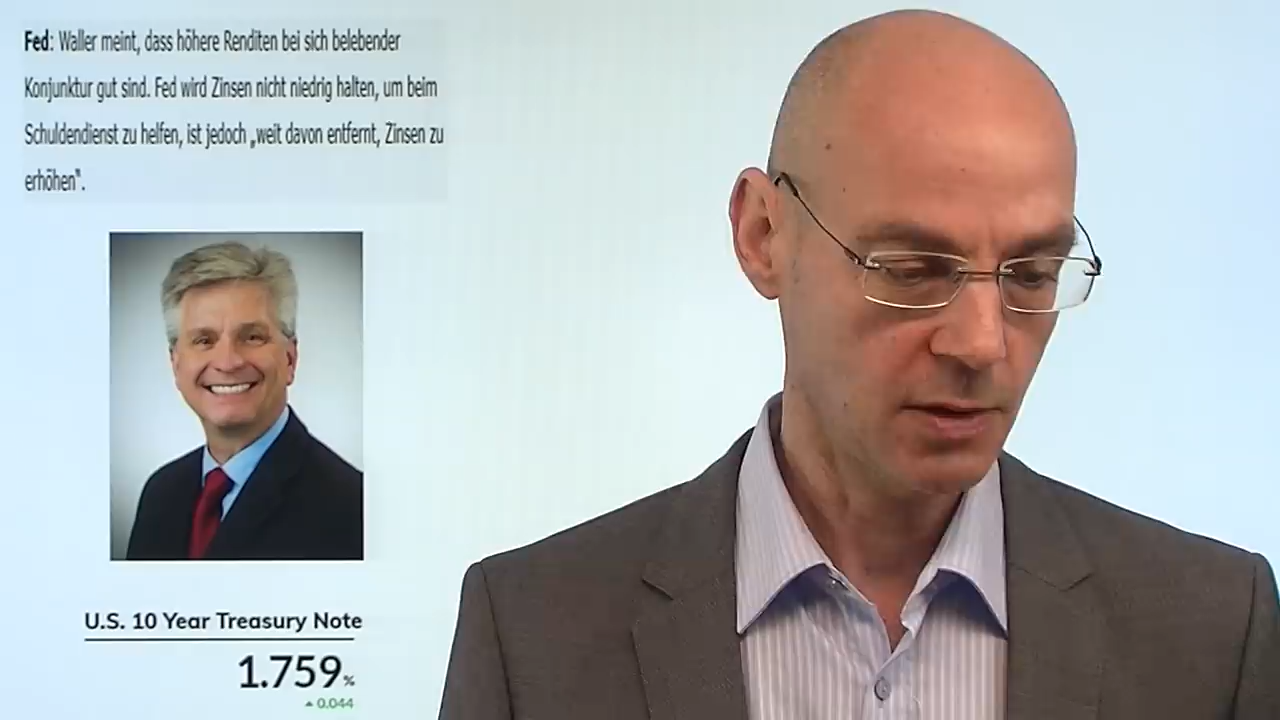 Fed: Waller meint, dass höhere Renditen bei sich belebender
Konjunktur gut sind. Fed wird Zinsen nicht niedrig halten, um beim
Schuldendienst zu helfen, ist jedoch „weit davon entfernt, Zinsen zu
erhöhen".
U.S. 10 Year Treasury Note
1.759%
▲ 0.044